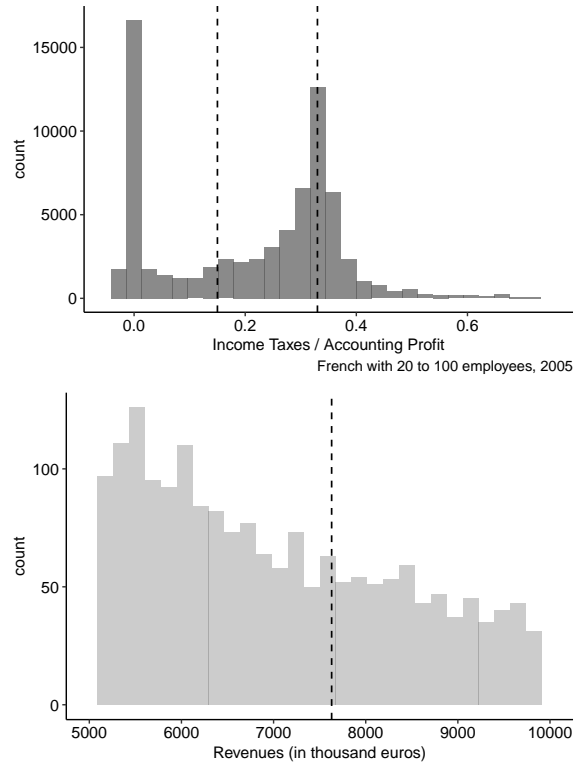 15000
10000
5000
0
count
0.0 0.2 0.4 0.6
Income Taxes / Accounting Profit
French with 20 to 100 employees, 2005
100
50
0
count
5000 6000 7000 8000 9000 10000
Revenues (in thousand euros)